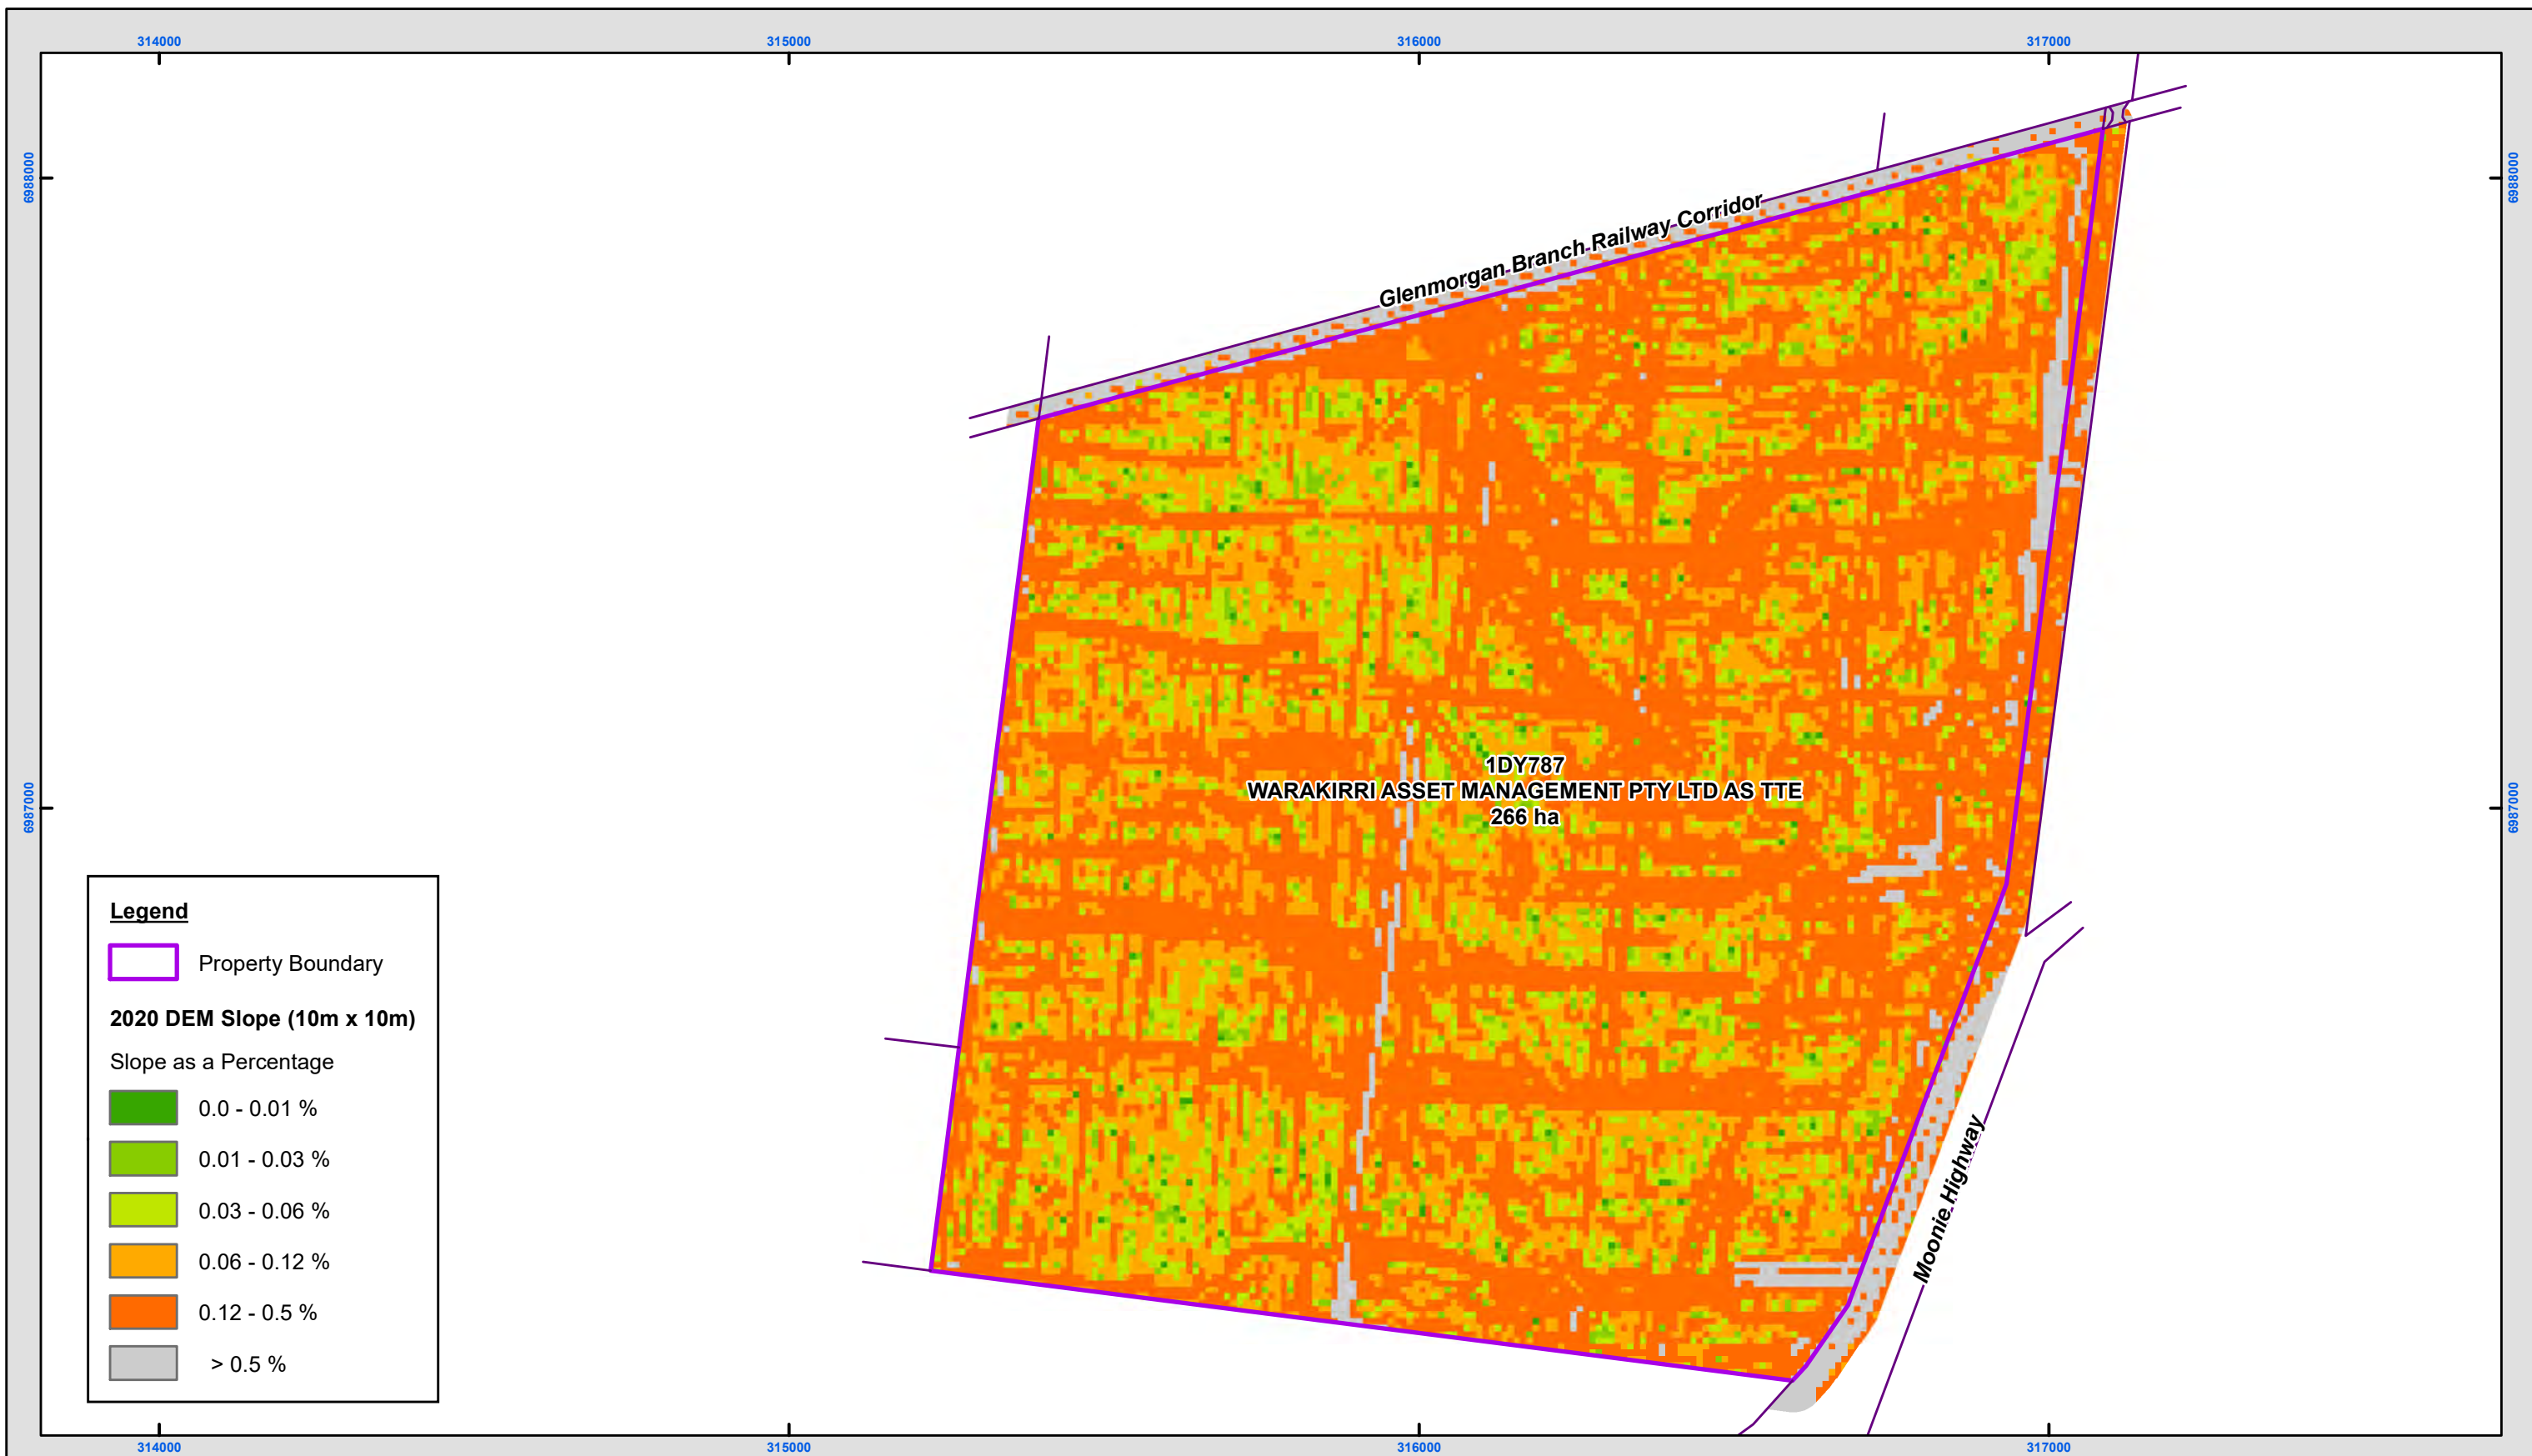 314000
315000
316000
317000
6988000
6988000
Glenmorgan Branch Railway Corridor
1DY787
WARAKIRRI ASSET MANAGEMENT PTY LTD AS TTE
266 ha
6987000
6987000
Legend
Property Boundary
2020 DEM Slope (10m x 10m)
Slope as a Percentage
0.0 - 0.01 %
0.01 - 0.03 %
0.03 - 0.06 %
0.06 - 0.12 %
0.12 - 0.5 %
> 0.5 %
Moonie Highway
314000
315000
316000
317000